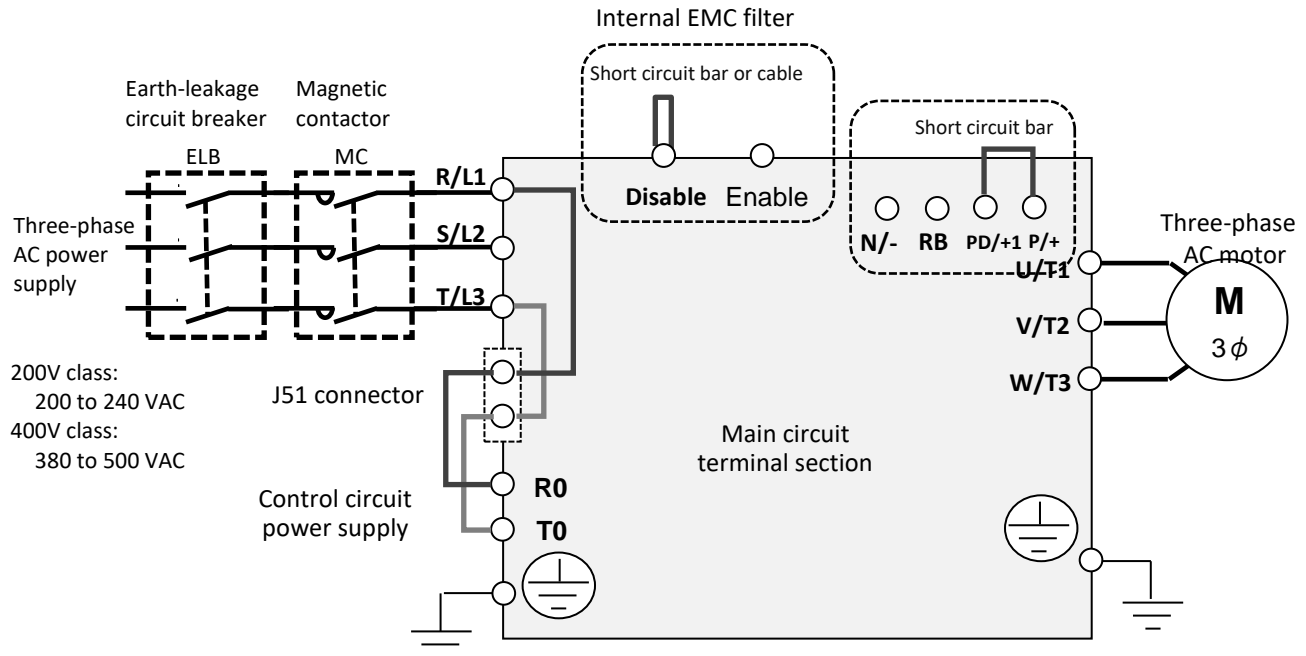 Internal EMC filter
Short circuit bar or cable
Earth-leakage
circuit breaker
Magnetic
contactor
Short circuit bar
ELB
MC
R/L1
Disable
Enable
Three-phase
AC power
supply
S/L2
N/-
RB
PD/+1
P/+
Three-phase
AC motor
U/T1
T/L3
M
3ϕ
V/T2
200V class:
200 to 240 VAC
400V class:
380 to 500 VAC
J51 connector
W/T3
Main circuit
terminal section
Control circuit
power supply
R0
T0